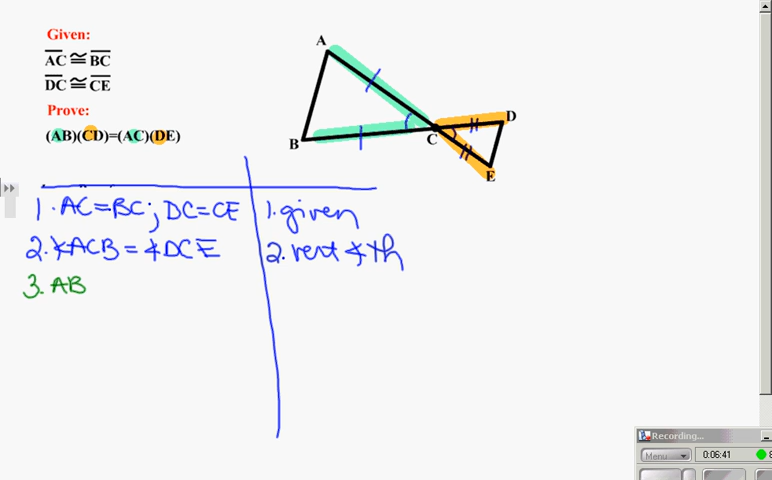 Given:
AC ≅ BC
DC ≅ CE
Prove:
(AB)(CD)=(AC)(DE)
A
B
C
D
E
1. AC=BC; DC=CE 1. given
2. ∡ACB = ∡DCE 2. vert ∡ th
3. AB
Recording...
Menu 0:06:41